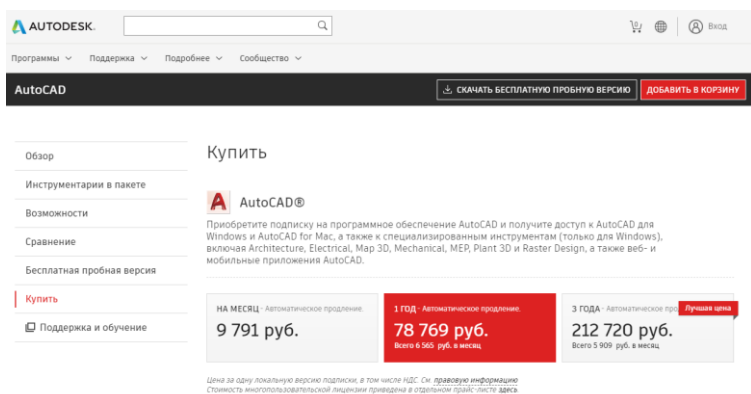 AUTODESK.
0
Вход
Программы
Поддержка
Подробнее
Сообщество
AutoCAD
СКАЧАТЬ БЕСПЛАТНУЮ ПРОБНУЮ ВЕРСИЮ
ДОБАВИТЬ В КОРЗИНУ
Обзор
Инструментарии в пакете
Возможности
Сравнение
Бесплатная пробная версия
Купить
Поддержка и обучение
Купить
AutoCAD®
Приобретите подписку на программное обеспечение AutoCAD и получите доступ к AutoCAD для
Windows и AutoCAD for Mac, а также к специализированным инструментам (только для Windows),
включая Architecture, Electrical, Map 3D, Mechanical, MEP, Plant 3D и Raster Design, а также веб- и
мобильные приложения AutoCAD.
НА МЕСЯЦ - Автоматическое продление.
9 791 руб.
1 ГОД - Автоматическое продление.
78 769 руб.
Всего 6 565 руб. в месяц
3 ГОДА - Автоматическое про
Лучшая цена
212 720 руб.
Всего 5 909 руб. в месяц
Цена за одну локальную версию подписки, в том числе НДС. См. правовую информацию
Стоимость многопользовательской лицензии приведена в отдельном прайс-листе здесь.